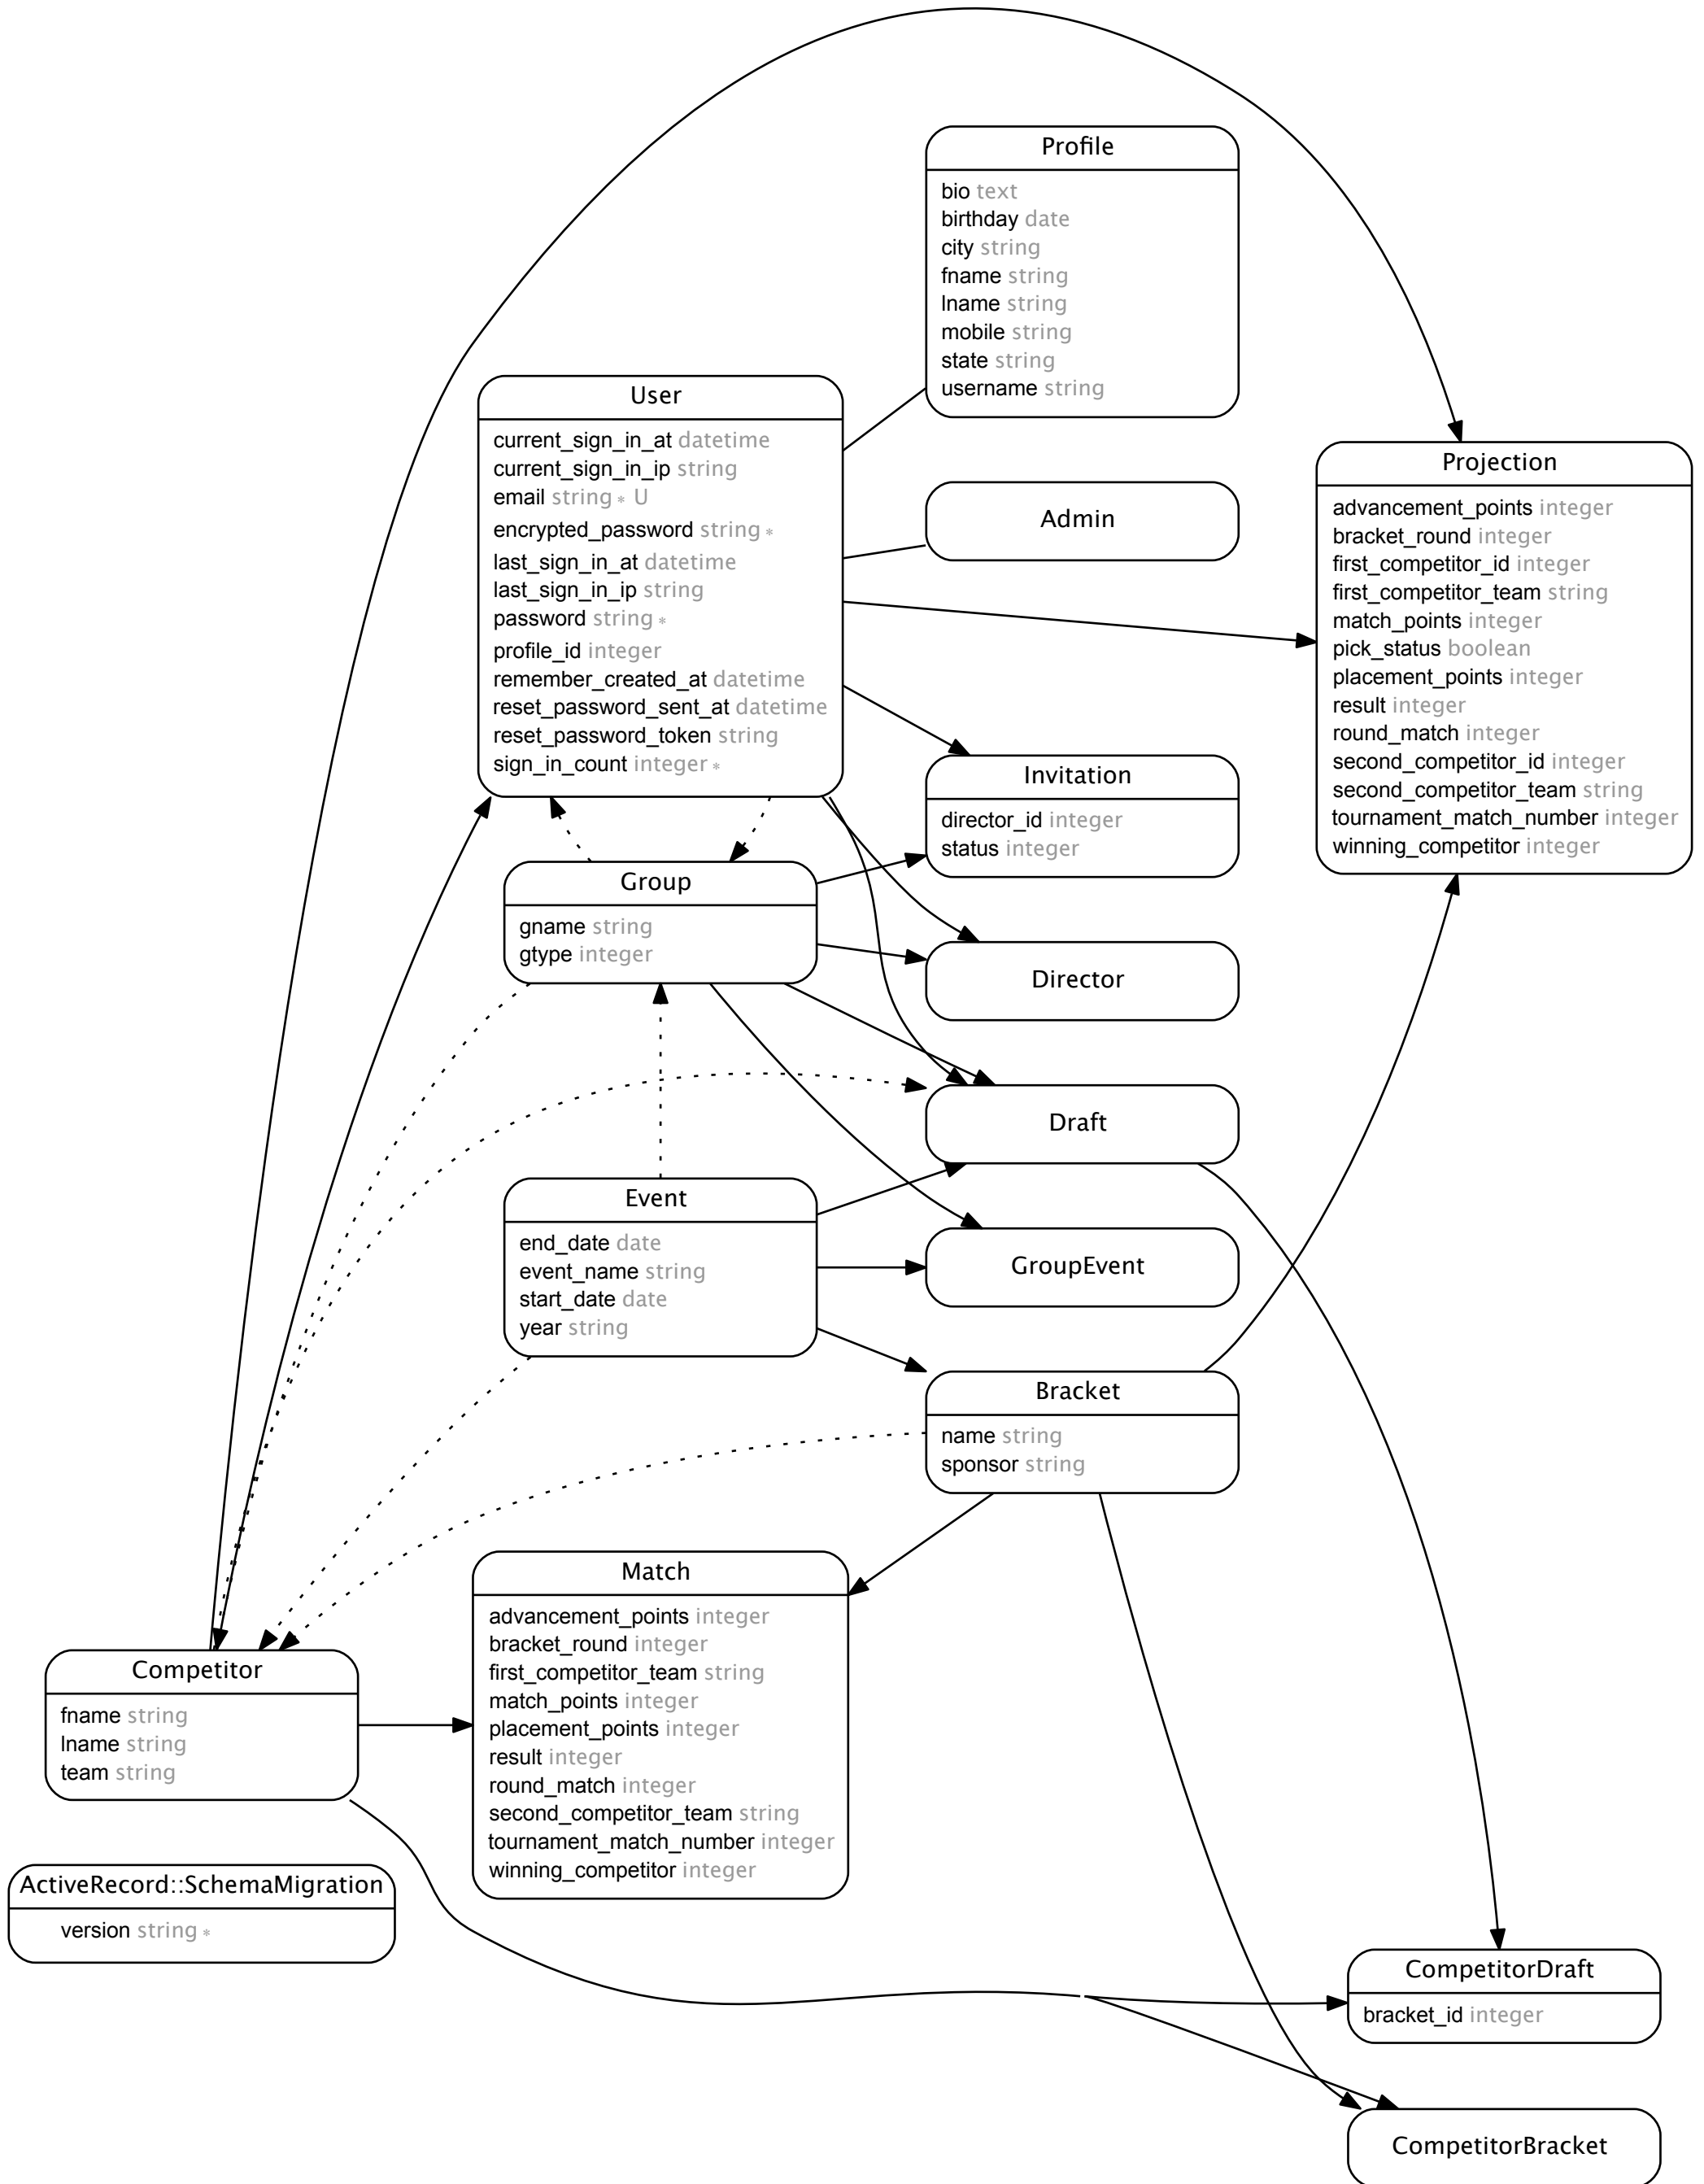 Profile
bio text
birthday date
city string
fname string
lname string
mobile string
state string
username string
User
current_sign_in_at datetime
current_sign_in_ip string
email string * U
encrypted_password string *
last_sign_in_at datetime
last_sign_in_ip string
password string *
profile_id integer
remember_created_at datetime
reset_password_sent_at datetime
reset_password_token string
sign_in_count integer *
Admin
Projection
advancement_points integer
bracket_round integer
first_competitor_id integer
first_competitor_team string
match_points integer
pick_status boolean
placement_points integer
result integer
round_match integer
second_competitor_id integer
second_competitor_team string
tournament_match_number integer
winning_competitor integer
Invitation
director_id integer
status integer
Group
gname string
gtype integer
Director
Draft
Event
end_date date
event_name string
start_date date
year string
GroupEvent
Bracket
name string
sponsor string
Match
advancement_points integer
bracket_round integer
first_competitor_team string
match_points integer
placement_points integer
result integer
round_match integer
second_competitor_team string
tournament_match_number integer
winning_competitor integer
Competitor
fname string
lname string
team string
ActiveRecord::SchemaMigration
version string *
CompetitorDraft
bracket_id integer
CompetitorBracket